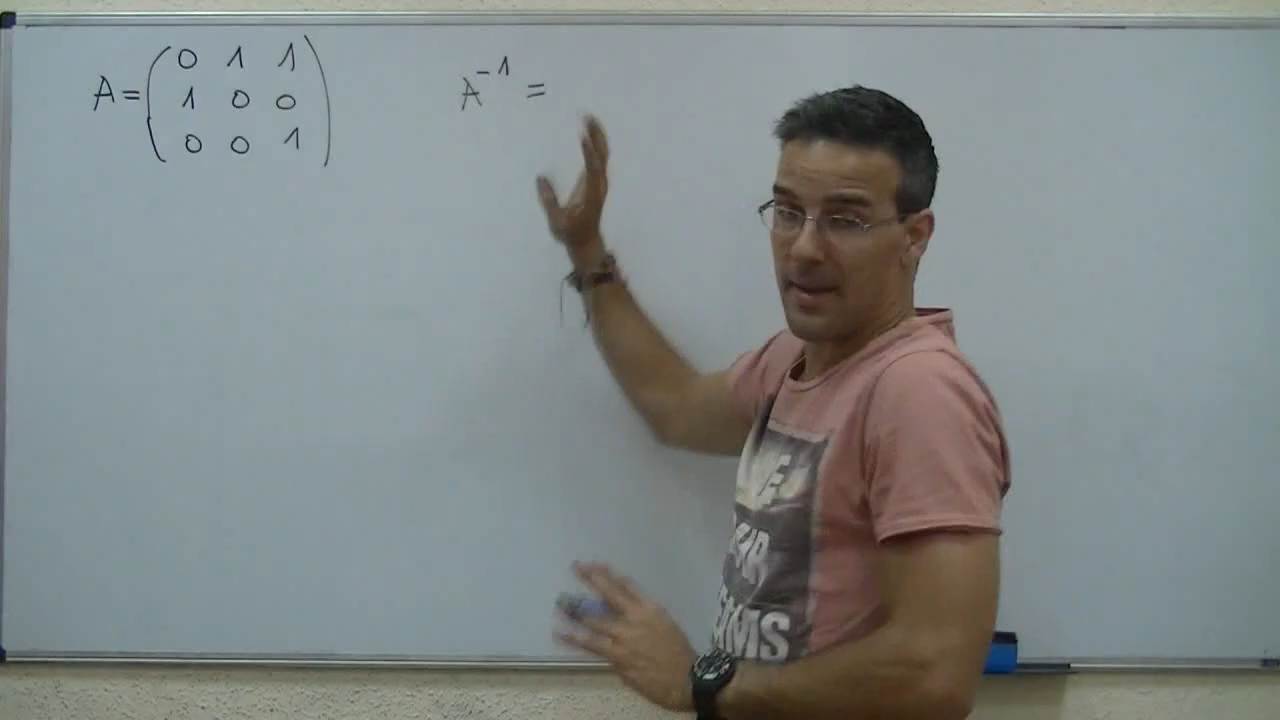 0 1 1
A = 1 0 0
0 0 1
A⁻¹ =